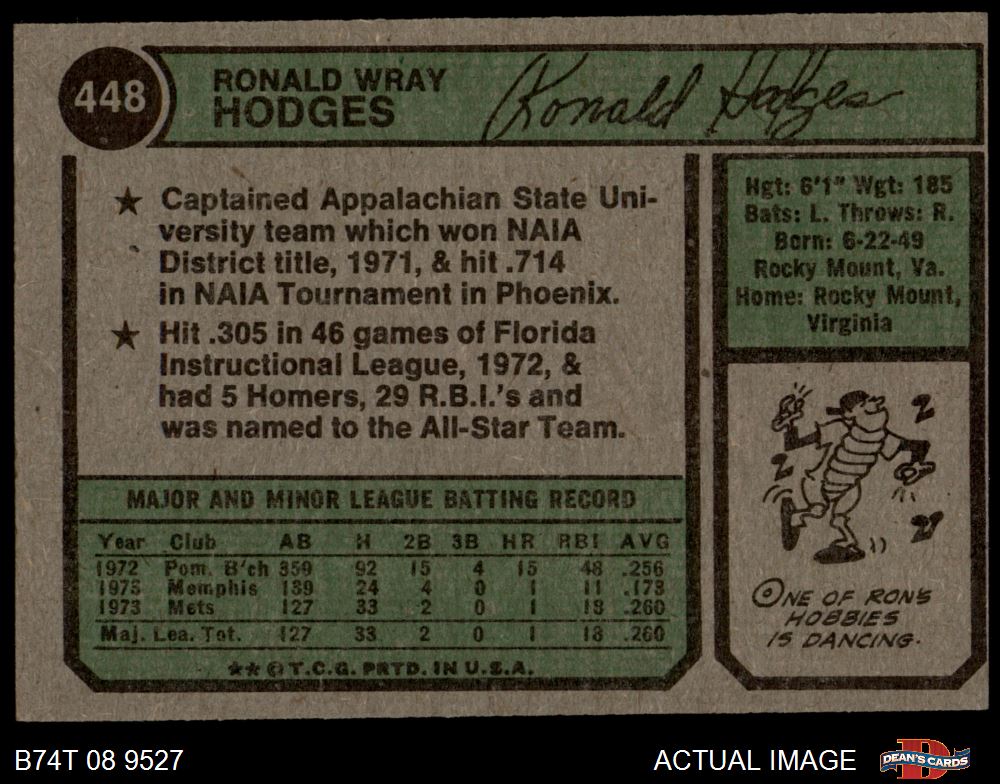 448
RONALD WRAY
HODGES
Ronald Hodges
★ Captained Appalachian State Uni-
versity team which won NAIA
District title, 1971, & hit .714
in NAIA Tournament in Phoenix.
★ Hit .305 in 46 games of Florida
Instructional League, 1972, &
had 5 Homers, 29 R.B.I.'s and
was named to the All-Star Team.
Hgt: 6'1" Wgt: 185
Bats: L. Throws: R.
Born: 6-22-49
Rocky Mount, Va.
Home: Rocky Mount,
Virginia
ONE OF RON'S
HOBBIES
IS DANCING.
MAJOR AND MINOR LEAGUE BATTING RECORD
Year Club AB H 2B 3B HR RBI AVG
1972 Pom. B'ch 359 92 15 4 15 48 .256
1973 Memphis 139 24 4 0 1 11 .173
1973 Mets 127 33 2 0 1 18 .260
Maj. Lea. Tot. 127 33 2 0 1 18 .260
★★ © T.C.G. PRTD. IN U.S.A.
B74T 08 9527
ACTUAL IMAGE
DEAN'S CARDS